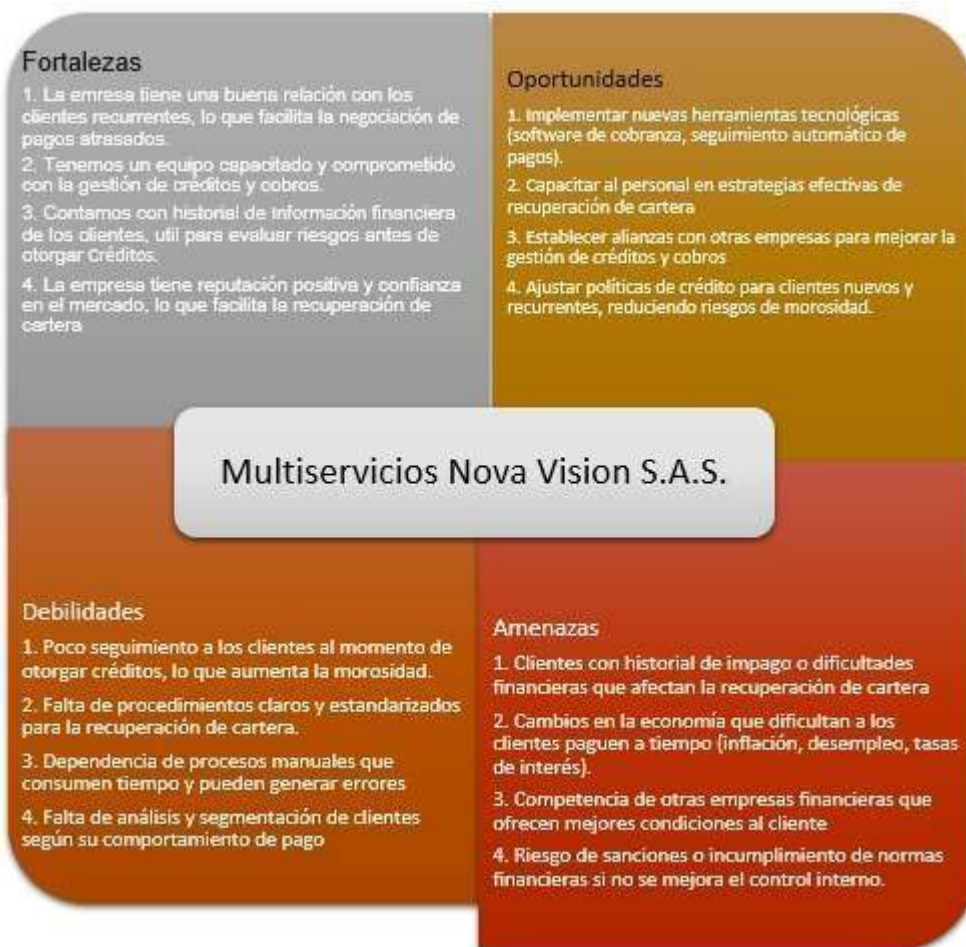 Fortalezas
1. La emresa tiene una buena relación con los
clientes recurrentes, lo que facilita la negociación de
pagos atrasados.
2. Tenemos un equipo capacitado y comprometido
con la gestión de créditos y cobros.
3. Contamos con historial de información financiera
de los clientes, util para evaluar riesgos antes de
otorgar Créditos.
4. La empresa tiene reputación positiva y confianza
en el mercado, lo que facilita la recuperación de
cartera
Oportunidades
1. Implementar nuevas herramientas tecnológicas
(software de cobranza, seguimiento automático de
pagos).
2. Capacitar al personal en estrategias efectivas de
recuperación de cartera
3. Establecer alianzas con otras empresas para mejorar la
gestión de créditos y cobros
4. Ajustar políticas de crédito para clientes nuevos y
recurrentes, reduciendo riesgos de morosidad.
Multiservicios Nova Vision S.A.S.
Debilidades
1. Poco seguimiento a los clientes al momento de
otorgar créditos, lo que aumenta la morosidad.
2. Falta de procedimientos claros y estandarizados
para la recuperación de cartera.
3. Dependencia de procesos manuales que
consumen tiempo y pueden generar errores
4. Falta de análisis y segmentación de clientes
según su comportamiento de pago
Amenazas
1. Clientes con historial de impago o dificultades
financieras que afectan la recuperación de cartera
2. Cambios en la economía que dificultan a los
clientes paguen a tiempo (inflación, desempleo, tasas
de interés).
3. Competencia de otras empresas financieras que
ofrecen mejores condiciones al cliente
4. Riesgo de sanciones o incumplimiento de normas
financieras si no se mejora el control interno.